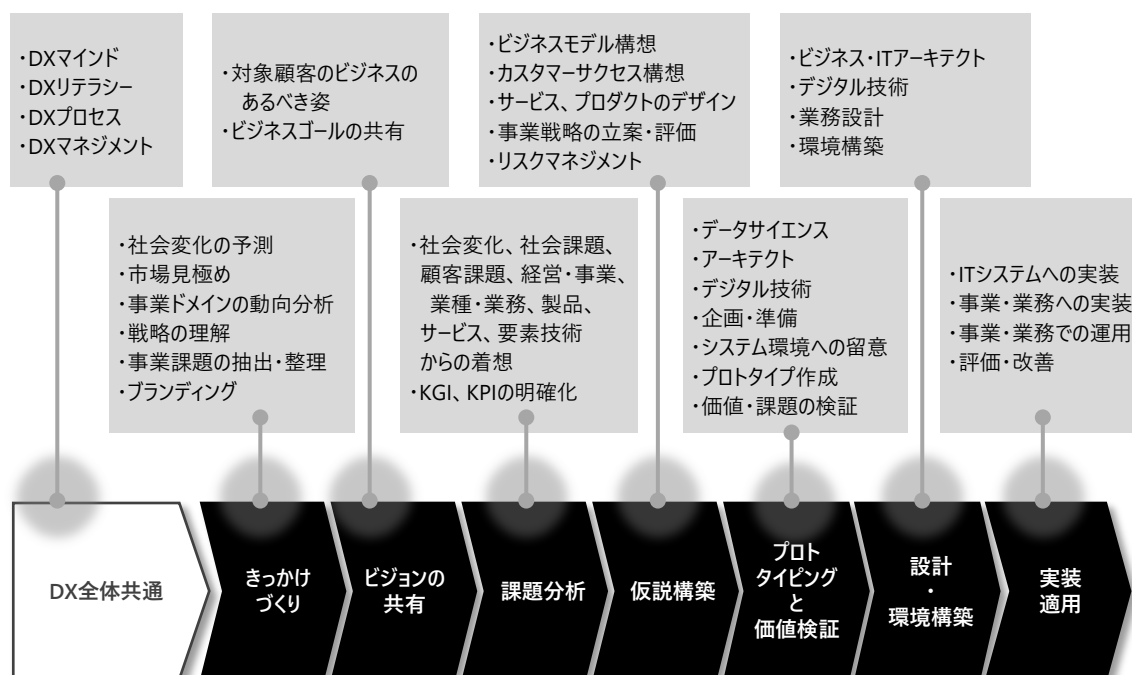 ・DXマインド
・DXリテラシー
・DXプロセス
・DXマネジメント
・対象顧客のビジネスの
あるべき姿
・ビジネスゴールの共有
・ビジネスモデル構想
・カスタマーサクセス構想
・サービス、プロダクトのデザイン
・事業戦略の立案・評価
・リスクマネジメント
・ビジネス・ITアーキテクト
・デジタル技術
・業務設計
・環境構築
・社会変化の予測
・市場見極め
・事業ドメインの動向分析
・戦略の理解
・事業課題の抽出・整理
・ブランディング
・社会変化、社会課題、
顧客課題、経営・事業、
業種・業務、製品、
サービス、要素技術
からの着想
・KGI、KPIの明確化
・データサイエンス
・アーキテクト
・デジタル技術
・企画・準備
・システム環境への留意
・プロトタイプ作成
・価値・課題の検証
・ITシステムへの実装
・事業・業務への実装
・事業・業務での運用
・評価・改善
DX全体共通
きっかけ
づくり
ビジョンの
共有
課題分析
仮説構築
プロト
タイピング
と
価値検証
設計
・
環境構築
実装
適用